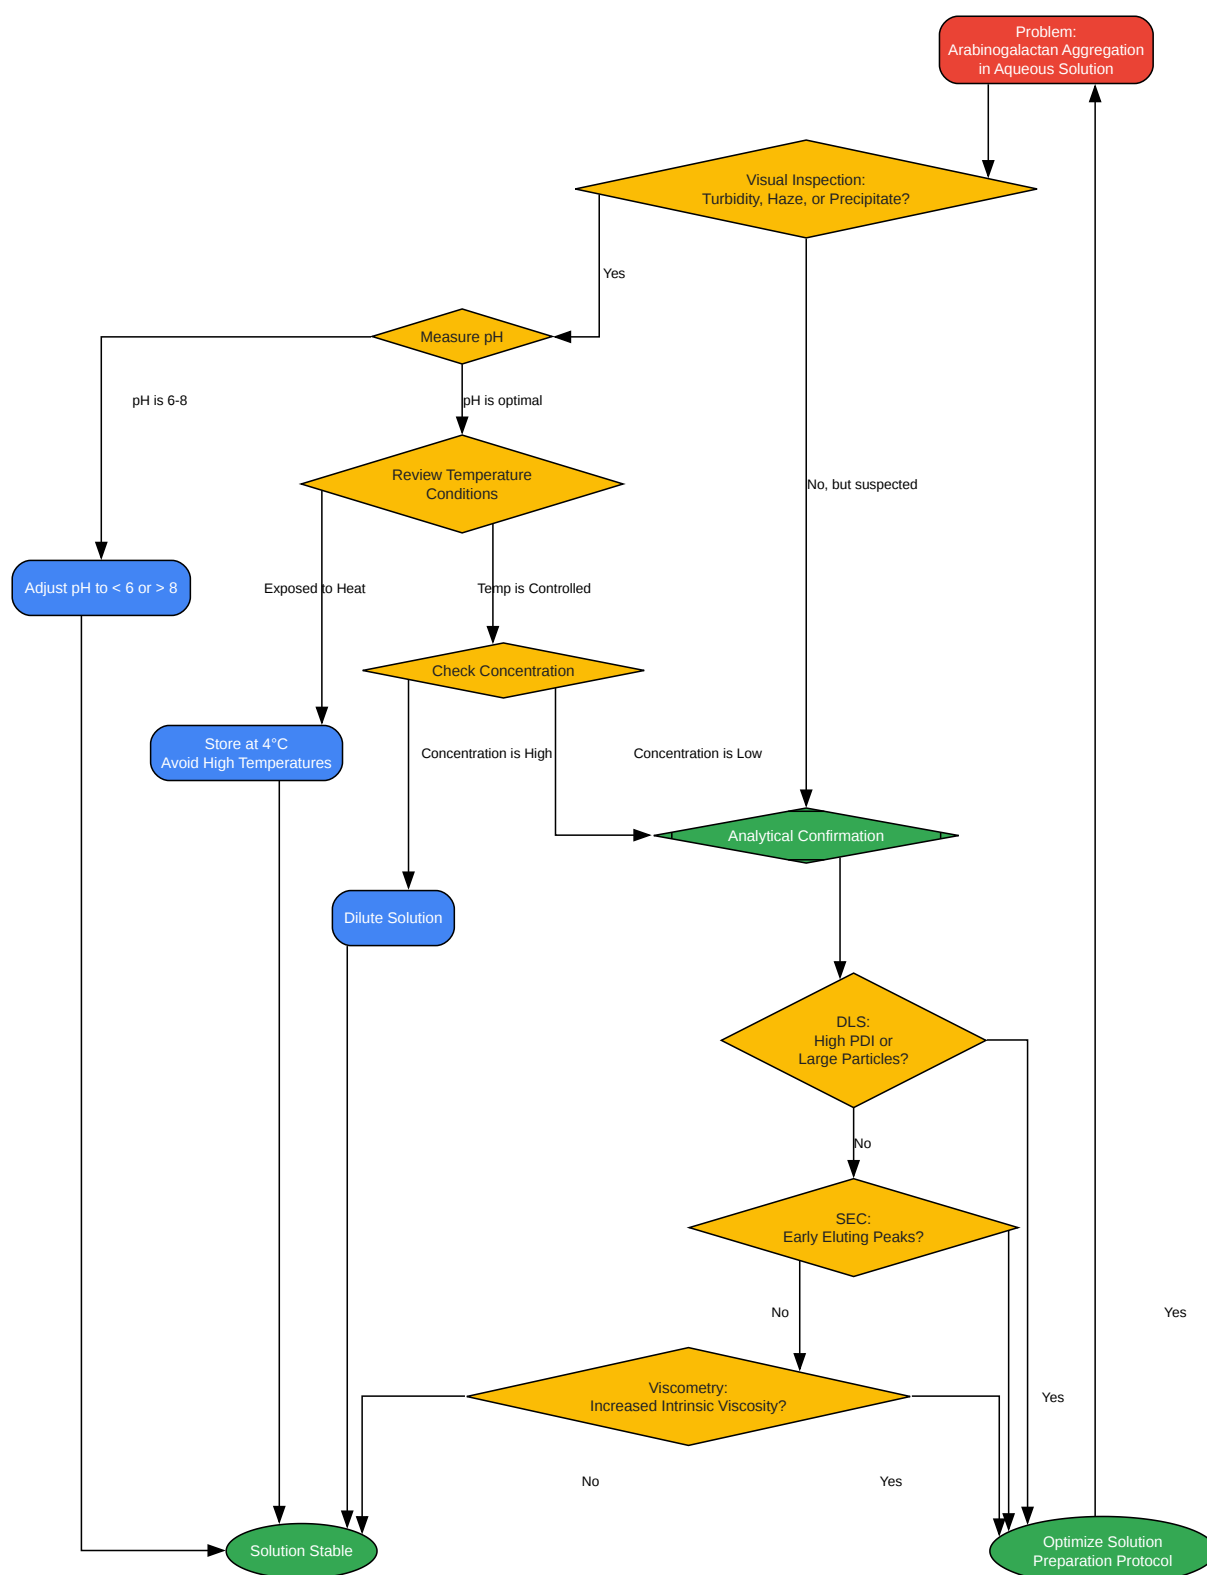 Problem:
Arabinogalactan Aggregation
in Aqueous Solution
Visual Inspection:
Turbidity, Haze, or Precipitate?
Yes
Measure pH
pH is 6-8
pH is optimal
Review Temperature
Conditions
No, but suspected
Adjust pH to < 6 or > 8
Exposed to Heat
Temp is Controlled
Check Concentration
Store at 4°C
Avoid High Temperatures
Concentration is High
Concentration is Low
Analytical Confirmation
Dilute Solution
DLS:
High PDI or
Large Particles?
No
SEC:
Early Eluting Peaks?
No
Yes
Viscometry:
Increased Intrinsic Viscosity?
Yes
No
Yes
Solution Stable
Optimize Solution
Preparation Protocol